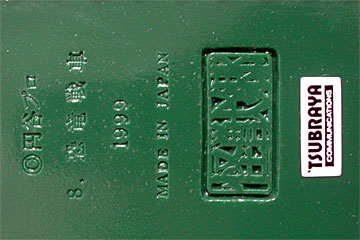 ©円谷プロ
8. 恐竜戦車
1999
MADE IN JAPAN
TSUBRAYA
COMMUNICATIONS